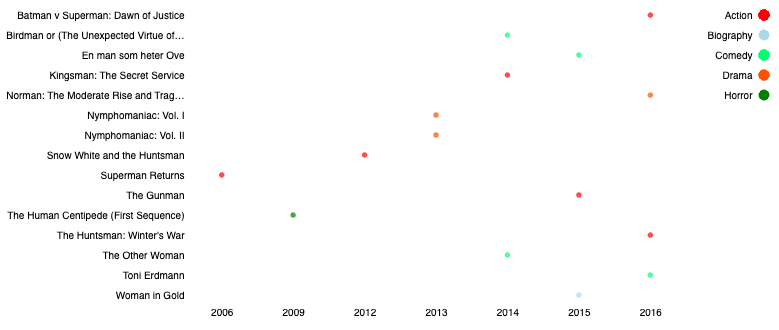 Batman v Superman: Dawn of Justice
Birdman or (The Unexpected Virtue of…
En man som heter Ove
Kingsman: The Secret Service
Norman: The Moderate Rise and Trag…
Nymphomaniac: Vol. I
Nymphomaniac: Vol. II
Snow White and the Huntsman
Superman Returns
The Gunman
The Human Centipede (First Sequence)
The Huntsman: Winter's War
The Other Woman
Toni Erdmann
Woman in Gold
2006 2009 2012 2013 2014 2015 2016
Action
Biography
Comedy
Drama
Horror